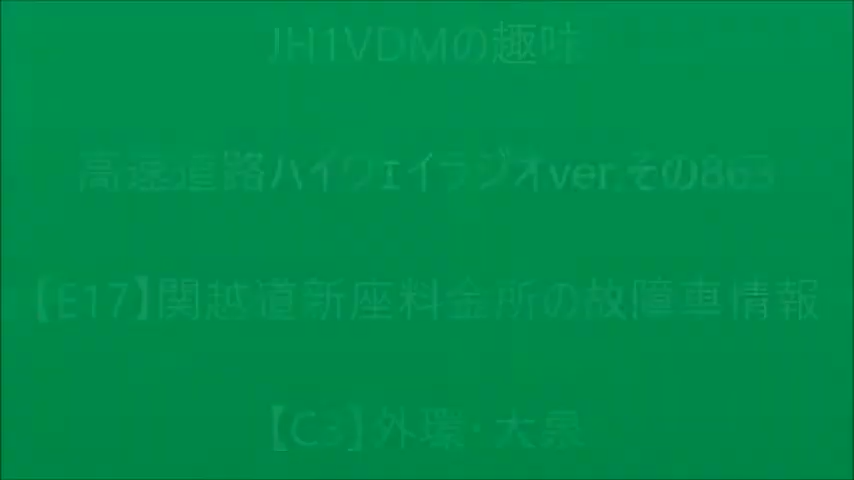 JH1VDMの趣味
高速道路ハイウェイラジオver.その863
【E17】関越道新座料金所の故障車情報
【C3】外環・大泉